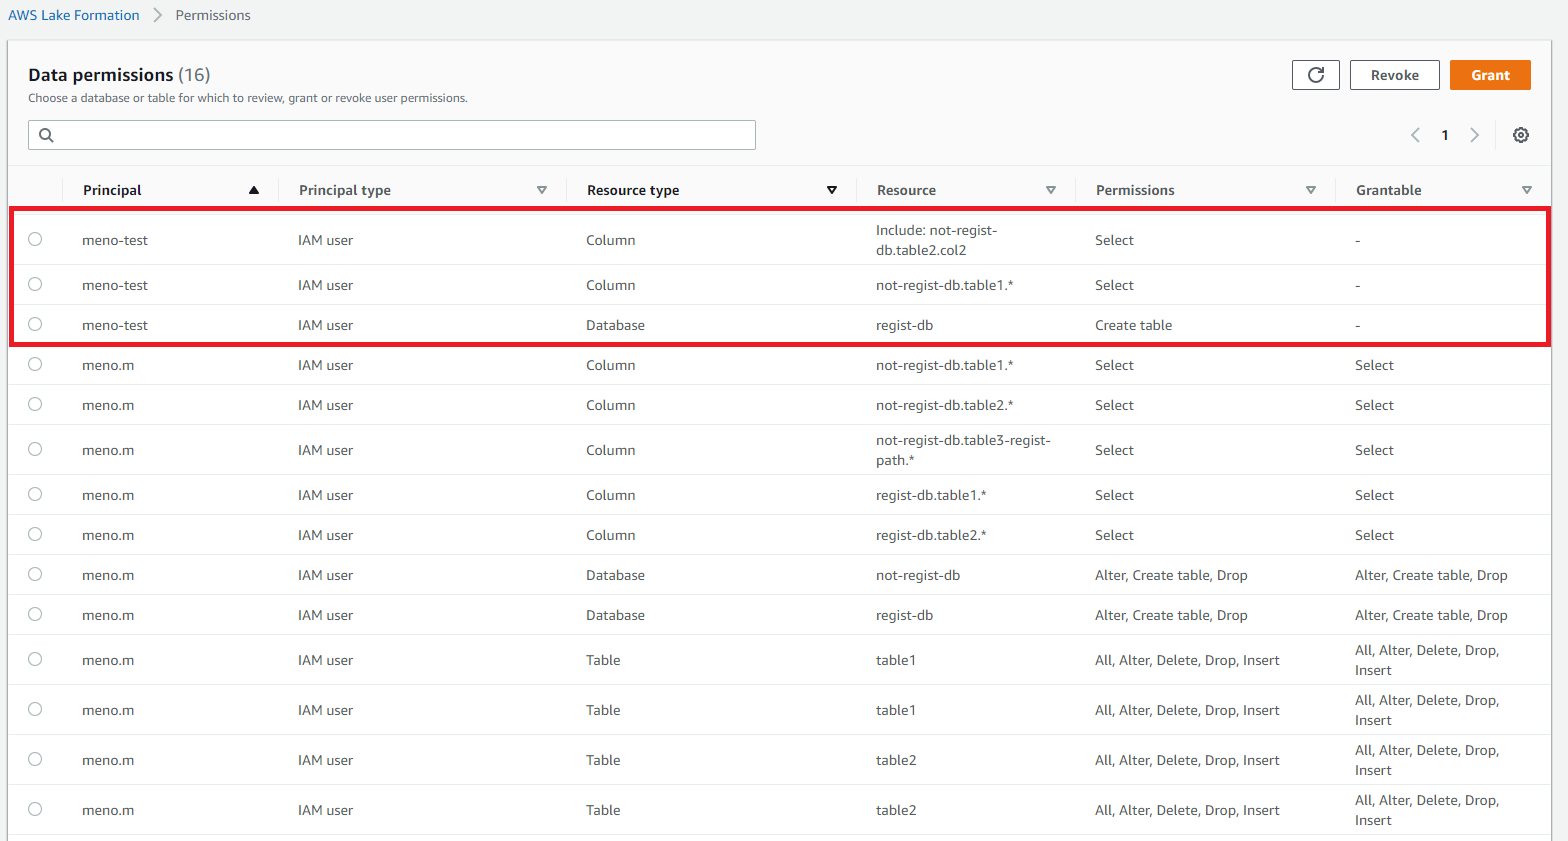 AWS Lake Formation > Permissions
Data permissions (16)
Revoke
Grant
Choose a database or table for which to review, grant or revoke user permissions.
1
Principal Principal type Resource type Resource Permissions Grantable
meno-test IAM user Column Include: not-regist-
db.table2.col2 Select -
meno-test IAM user Column not-regist-db.table1.* Select -
meno-test IAM user Database regist-db Create table -
meno.m IAM user Column not-regist-db.table1.* Select Select
meno.m IAM user Column not-regist-db.table2.* Select Select
meno.m IAM user Column not-regist-db.table3-regist-
path.* Select Select
meno.m IAM user Column regist-db.table1.* Select Select
meno.m IAM user Column regist-db.table2.* Select Select
meno.m IAM user Database not-regist-db Alter, Create table, Drop Alter, Create table, Drop
meno.m IAM user Database regist-db Alter, Create table, Drop Alter, Create table, Drop
meno.m IAM user Table table1 All, Alter, Delete, Drop, Insert All, Alter, Delete, Drop,
Insert
meno.m IAM user Table table1 All, Alter, Delete, Drop, Insert All, Alter, Delete, Drop,
Insert
meno.m IAM user Table table2 All, Alter, Delete, Drop, Insert All, Alter, Delete, Drop,
Insert
meno.m IAM user Table table2 All, Alter, Delete, Drop, Insert All, Alter, Delete, Drop,
Insert